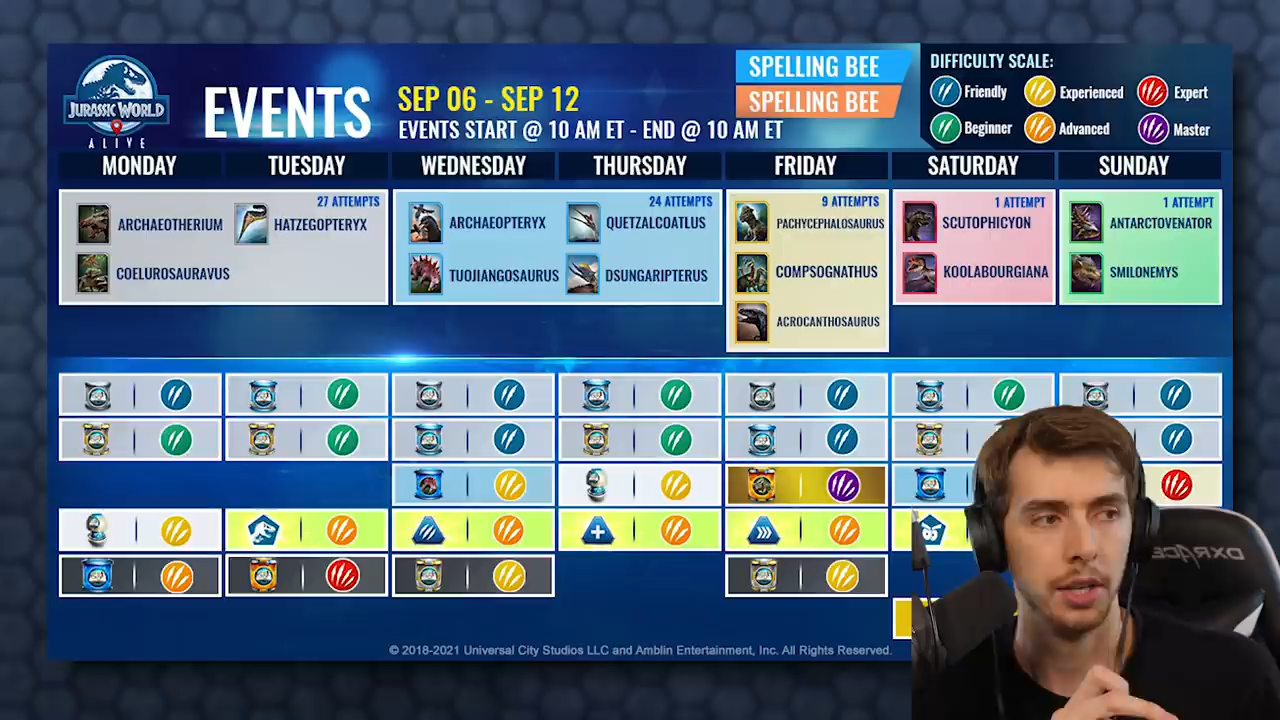 JURASSIC WORLD
ALIVE
EVENTS
SEP 06 - SEP 12
EVENTS START @ 10 AM ET - END @ 10 AM ET
SPELLING BEE
SPELLING BEE
DIFFICULTY SCALE:
Friendly Experienced Expert
Beginner Advanced Master
MONDAY TUESDAY WEDNESDAY THURSDAY FRIDAY SATURDAY SUNDAY
27 ATTEMPTS
ARCHAEOTHERIUM HATZEGOPTERYX
COELUROSAURAVUS
24 ATTEMPTS
ARCHAEOPTERYX QUETZALCOATLUS
TUOJIANGOSAURUS DSUNGARIPTERUS
9 ATTEMPTS
PACHYCEPHALOSAURUS
COMPSOGNATHUS
ACROCANTHOSAURUS
1 ATTEMPT
SCUTOPHICYON
KOOLABOURGIANA
1 ATTEMPT
ANTARCTOVENATOR
SMILONEMYS
© 2018-2021 Universal City Studios LLC and Amblin Entertainment, Inc. All Rights Reserved.
DXRACE